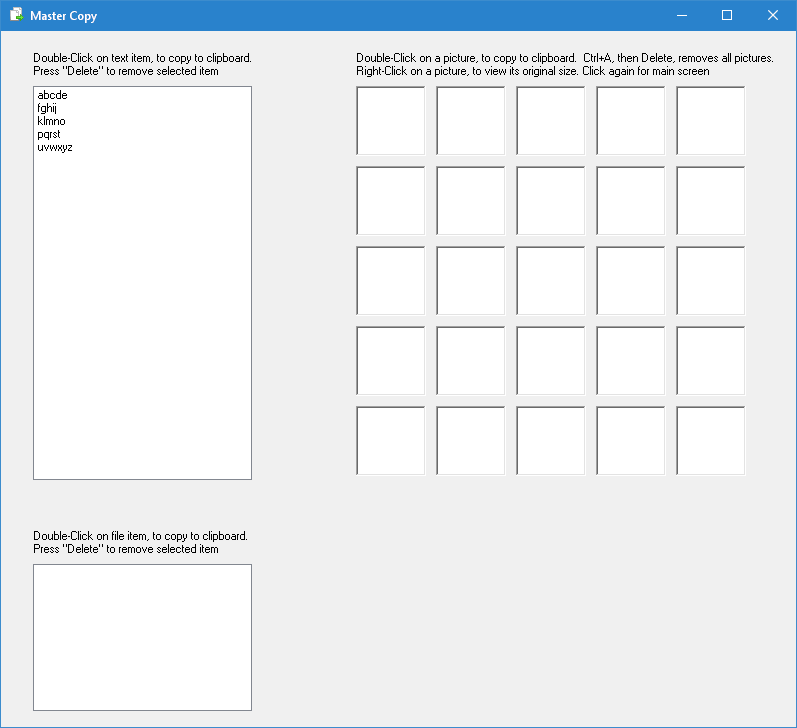 Master Copy
Double-Click on text item, to copy to clipboard.
Press "Delete" to remove selected item
abcde
fghij
klmno
pqrst
uvwxyz
Double-Click on a picture, to copy to clipboard.  Ctrl+A, then Delete, removes all pictures.
Right-Click on a picture, to view its original size. Click again for main screen
Double-Click on file item, to copy to clipboard.
Press "Delete" to remove selected item